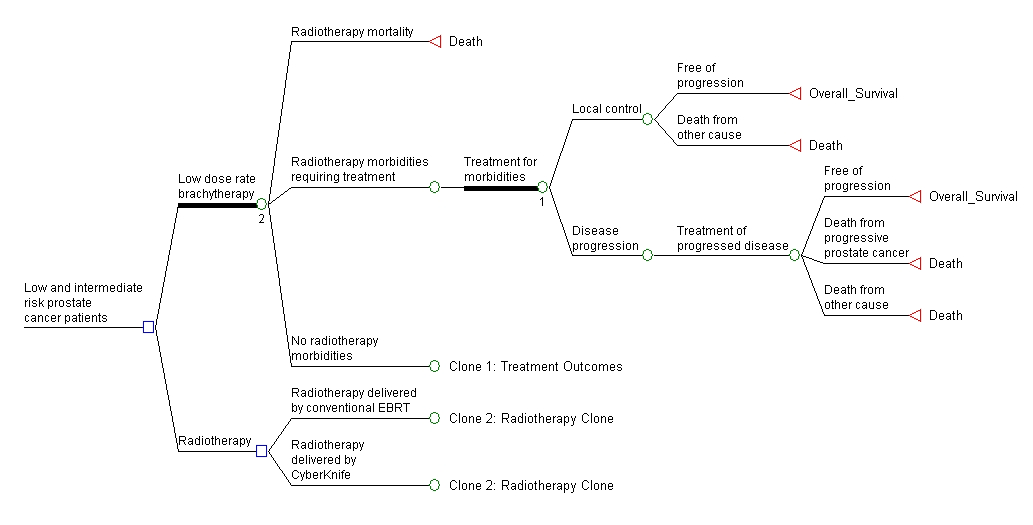 Radiotherapy mortality
Death
Free of
progression
Overall_Survival
Local control
Death from
other cause
Death
Radiotherapy morbidities
requiring treatment
Treatment for
morbidities
1
Low dose rate
brachytherapy
2
Free of
progression
Overall_Survival
Disease
progression
Treatment of
progressed disease
Death from
progressive
prostate cancer
Death
Death from
other cause
Death
Low and intermediate
risk prostate
cancer patients
No radiotherapy
morbidities
Clone 1: Treatment Outcomes
Radiotherapy delivered
by conventional EBRT
Clone 2: Radiotherapy Clone
Radiotherapy
Radiotherapy
delivered by
CyberKnife
Clone 2: Radiotherapy Clone